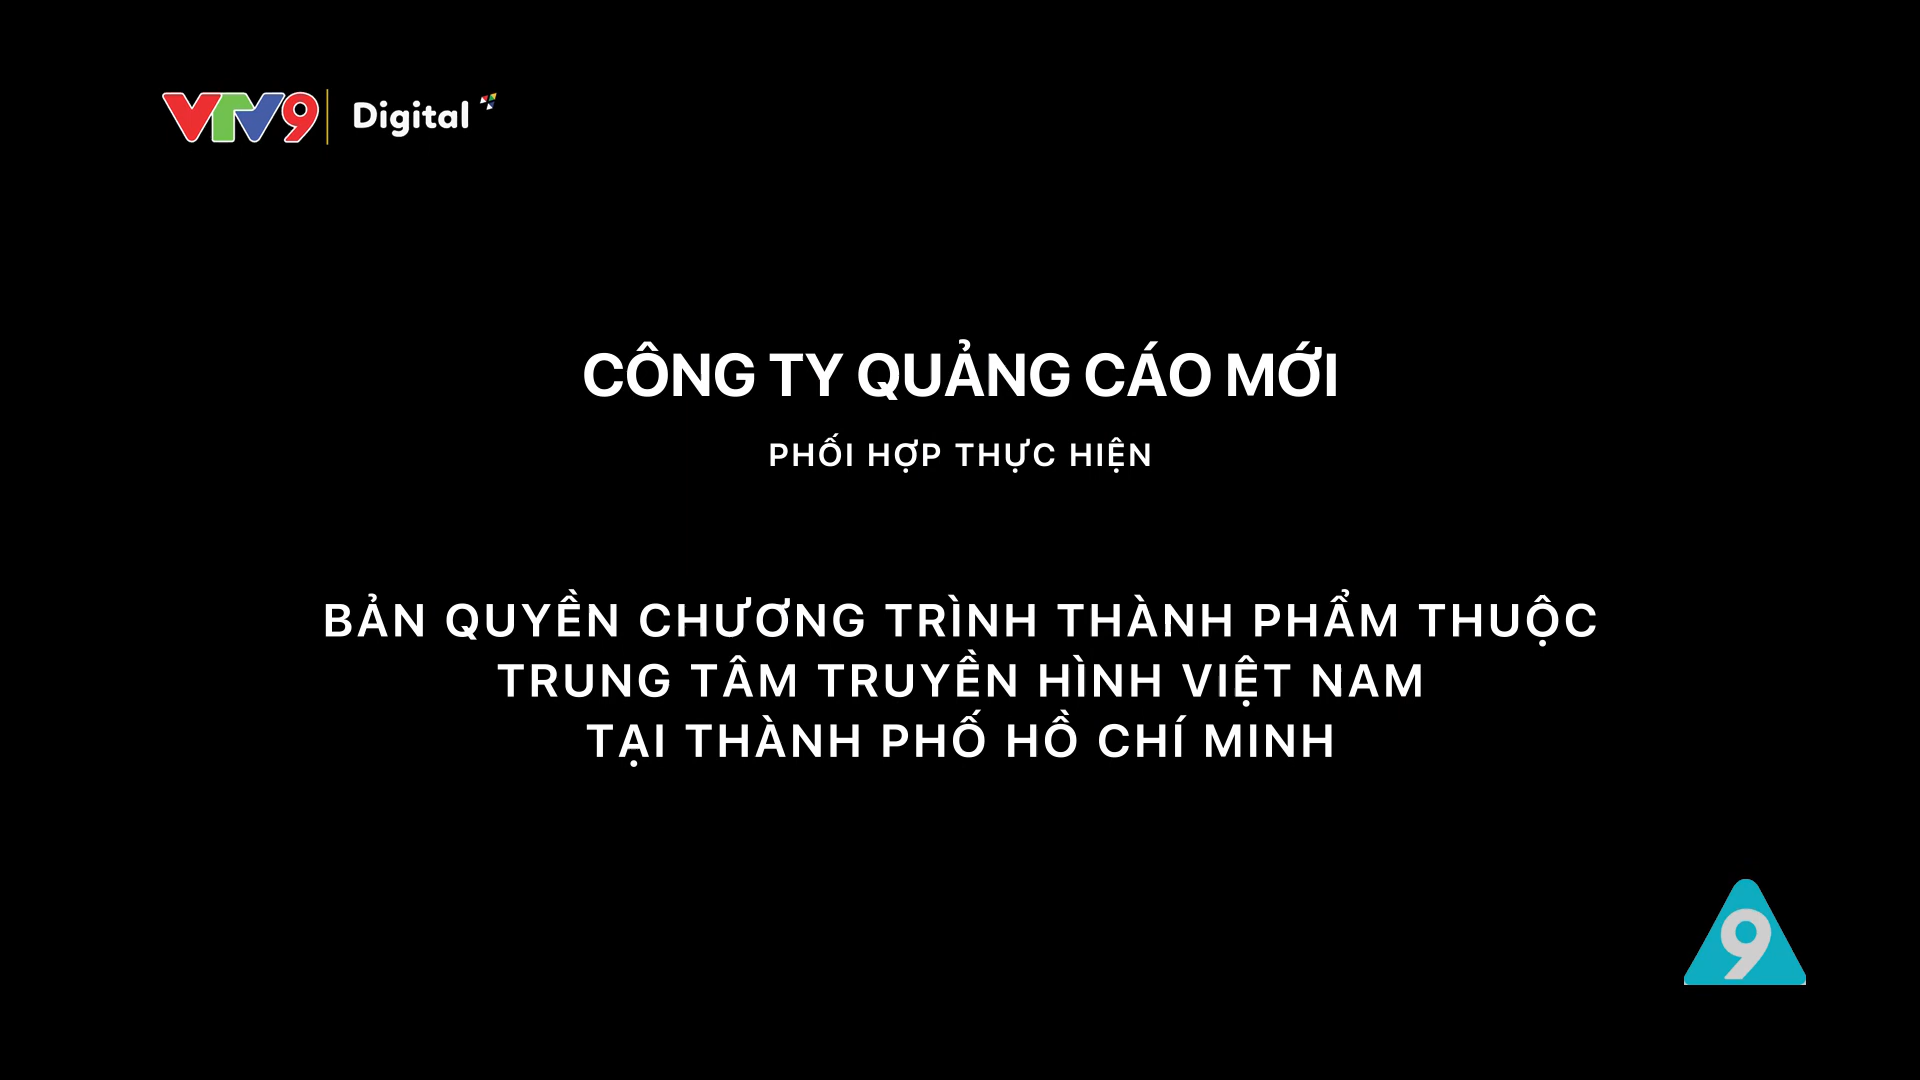 VTV9 Digital
CÔNG TY QUẢNG CÁO MỚI
PHỐI HỢP THỰC HIỆN
BẢN QUYỀN CHƯƠNG TRÌNH THÀNH PHẨM THUỘC
TRUNG TÂM TRUYỀN HÌNH VIỆT NAM
TẠI THÀNH PHỐ HỒ CHÍ MINH
9